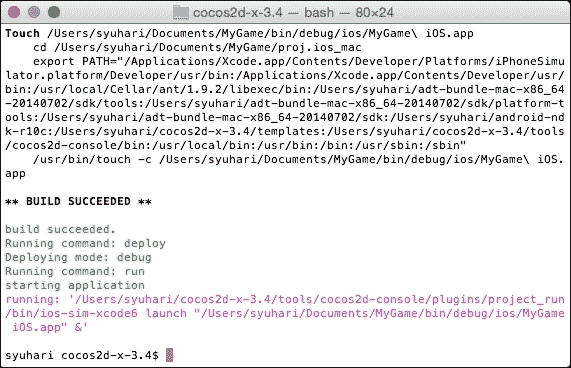 cocos2d-x-3.4 — bash — 80×24
Touch /Users/syuhari/Documents/MyGame/bin/debug/ios/MyGame\ iOS.app
cd /Users/syuhari/Documents/MyGame/proj.ios_mac
export PATH="/Applications/Xcode.app/Contents/Developer/Platforms/iPhoneSimu
lator.platform/Developer/usr/bin:/Applications/Xcode.app/Contents/Developer/usr/
bin:/usr/local/Cellar/ant/1.9.2/libexec/bin:/Users/syuhari/adt-bundle-mac-x86_64
-20140702/sdk/tools:/Users/syuhari/adt-bundle-mac-x86_64-20140702/sdk/platform-t
ools:/Users/syuhari/adt-bundle-mac-x86_64-20140702/sdk:/Users/syuhari/android-nd
k-r10c:/Users/syuhari/cocos2d-x-3.4/templates:/Users/syuhari/cocos2d-x-3.4/tools
/cocos2d-console/bin:/usr/local/bin:/usr/bin:/bin:/usr/sbin:/sbin"
/usr/bin/touch -c /Users/syuhari/Documents/MyGame/bin/debug/ios/MyGame\ iOS.
app
** BUILD SUCCEEDED **
build succeeded.
Running command: deploy
Deploying mode: debug
Running command: run
starting application
running: '/Users/syuhari/cocos2d-x-3.4/tools/cocos2d-console/plugins/project_run
/bin/ios-sim-xcode6 launch "/Users/syuhari/Documents/MyGame/bin/debug/ios/MyGame
iOS.app" &'
syuhari cocos2d-x-3.4$